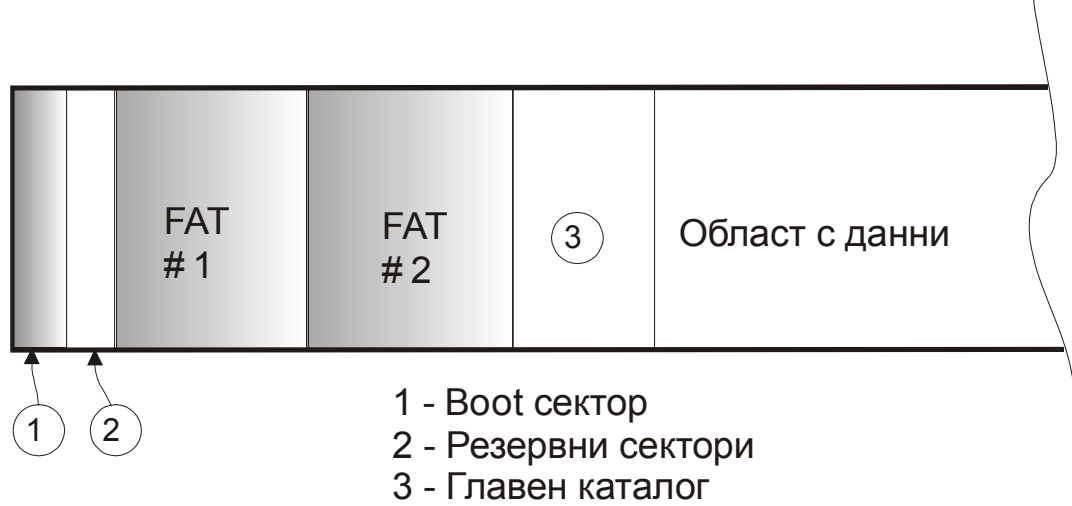 FAT
# 1
FAT
# 2
3
Област с данни
1
2
1 - Boot сектор
2 - Резервни сектори
3 - Главен каталог